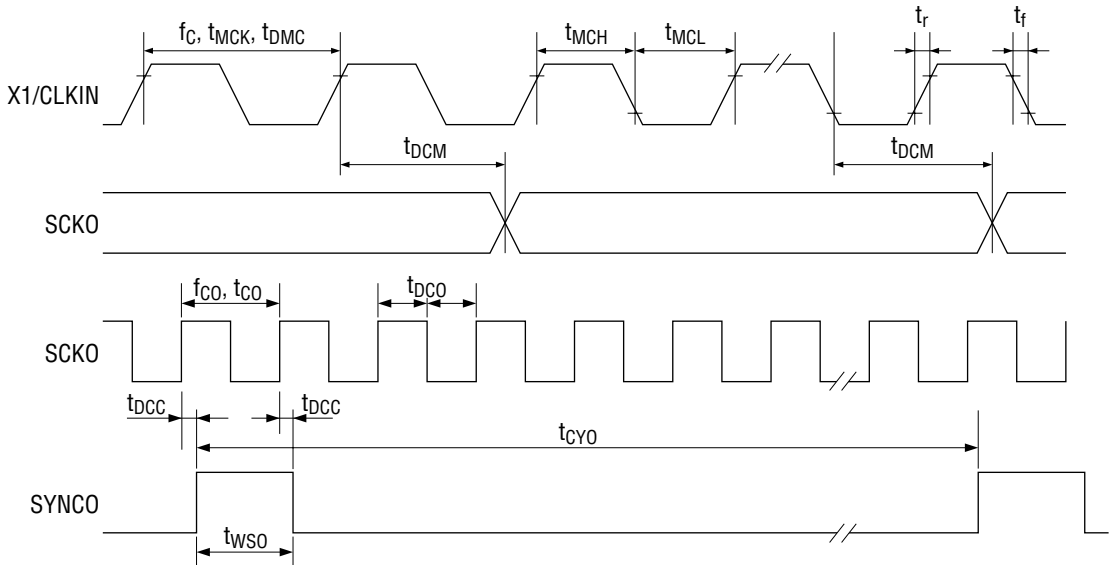 fC, tMCK, tDMC tMCH tMCL tr tf
X1/CLKIN
tDCM tDCM
SCKO
fCO, tCO tDCO
SCKO
tDCC tDCC
tCYO
SYNCO
tWSO